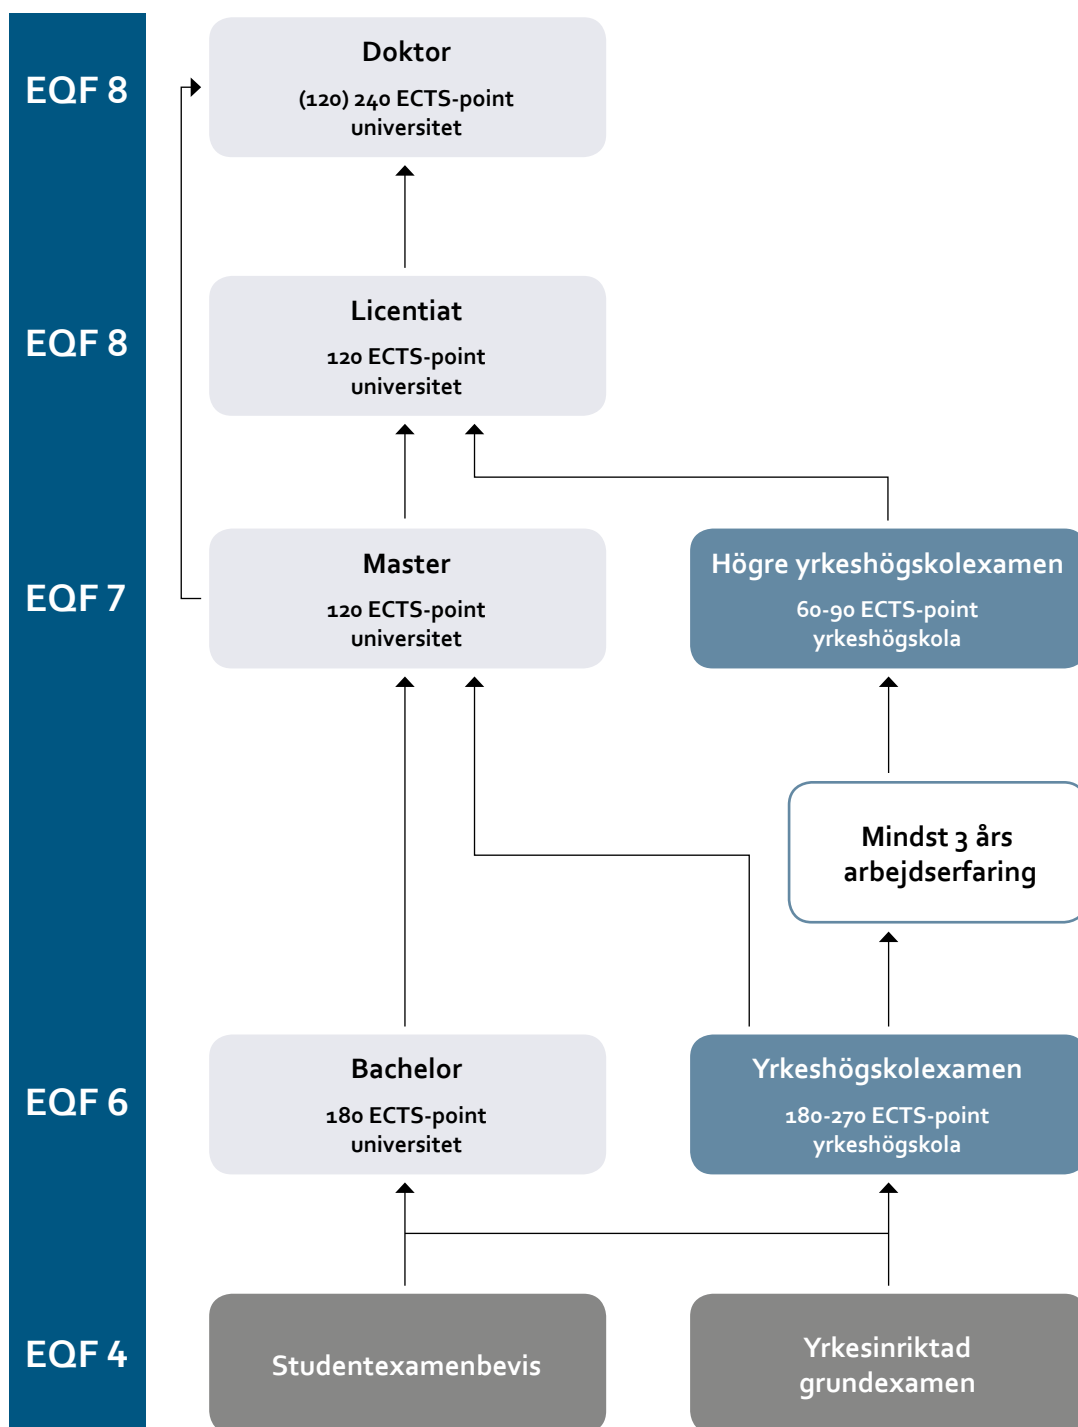 EQF 8
Doktor
(120) 240 ECTS-point
universitet
EQF 8
Licentiat
120 ECTS-point
universitet
EQF 7
Master
120 ECTS-point
universitet
Högre yrkeshögskolexamen
60-90 ECTS-point
yrkeshögskola
Mindst 3 års
arbejdserfaring
EQF 6
Bachelor
180 ECTS-point
universitet
Yrkeshögskolexamen
180-270 ECTS-point
yrkeshögskola
EQF 4
Studentexamenbevis
Yrkesinriktad
grundexamen